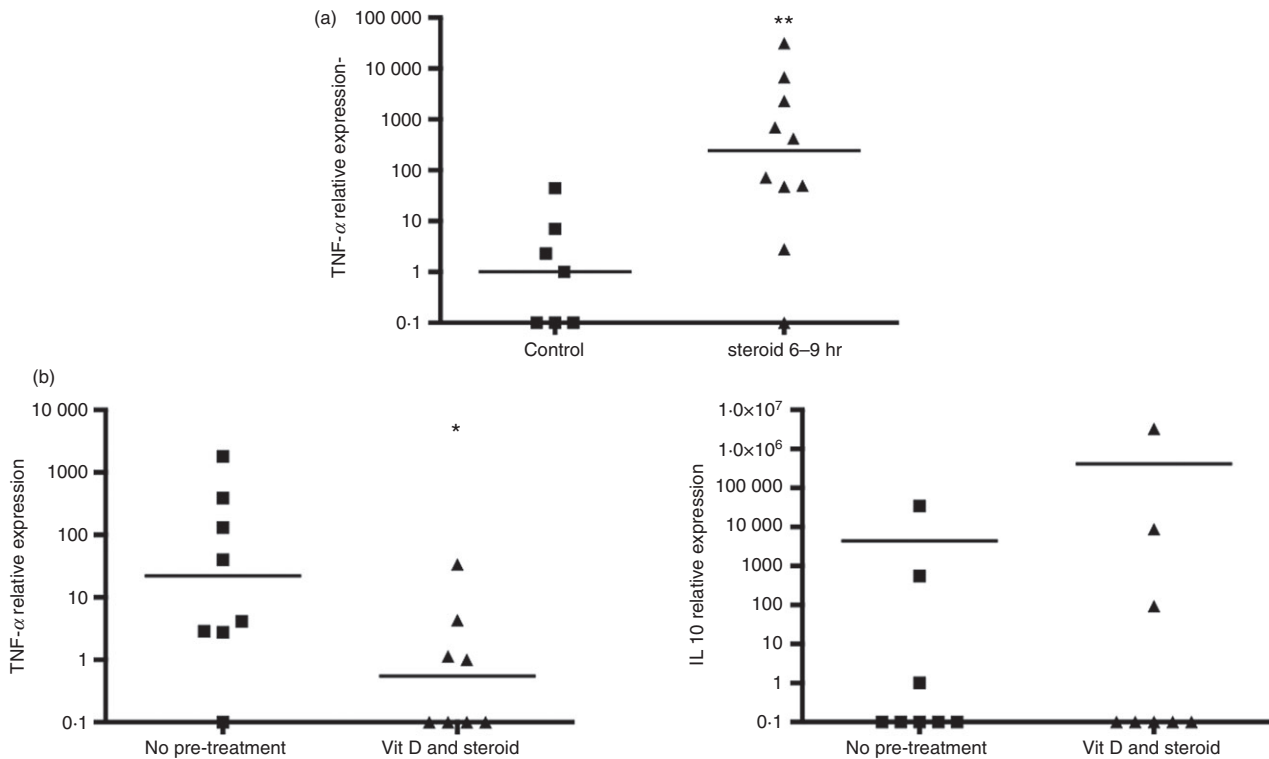 (a)
TNF-α relative expression-
100 000
10 000
1000
100
10
1
0·1
**
Control
steroid 6–9 hr
(b)
TNF-α relative expression
10 000
1000
100
10
1
0·1
*
No pre-treatment
Vit D and steroid
IL 10 relative expression
1·0×10⁷
1·0×10⁶
100 000
10 000
1000
100
10
1
0·1
No pre-treatment
Vit D and steroid